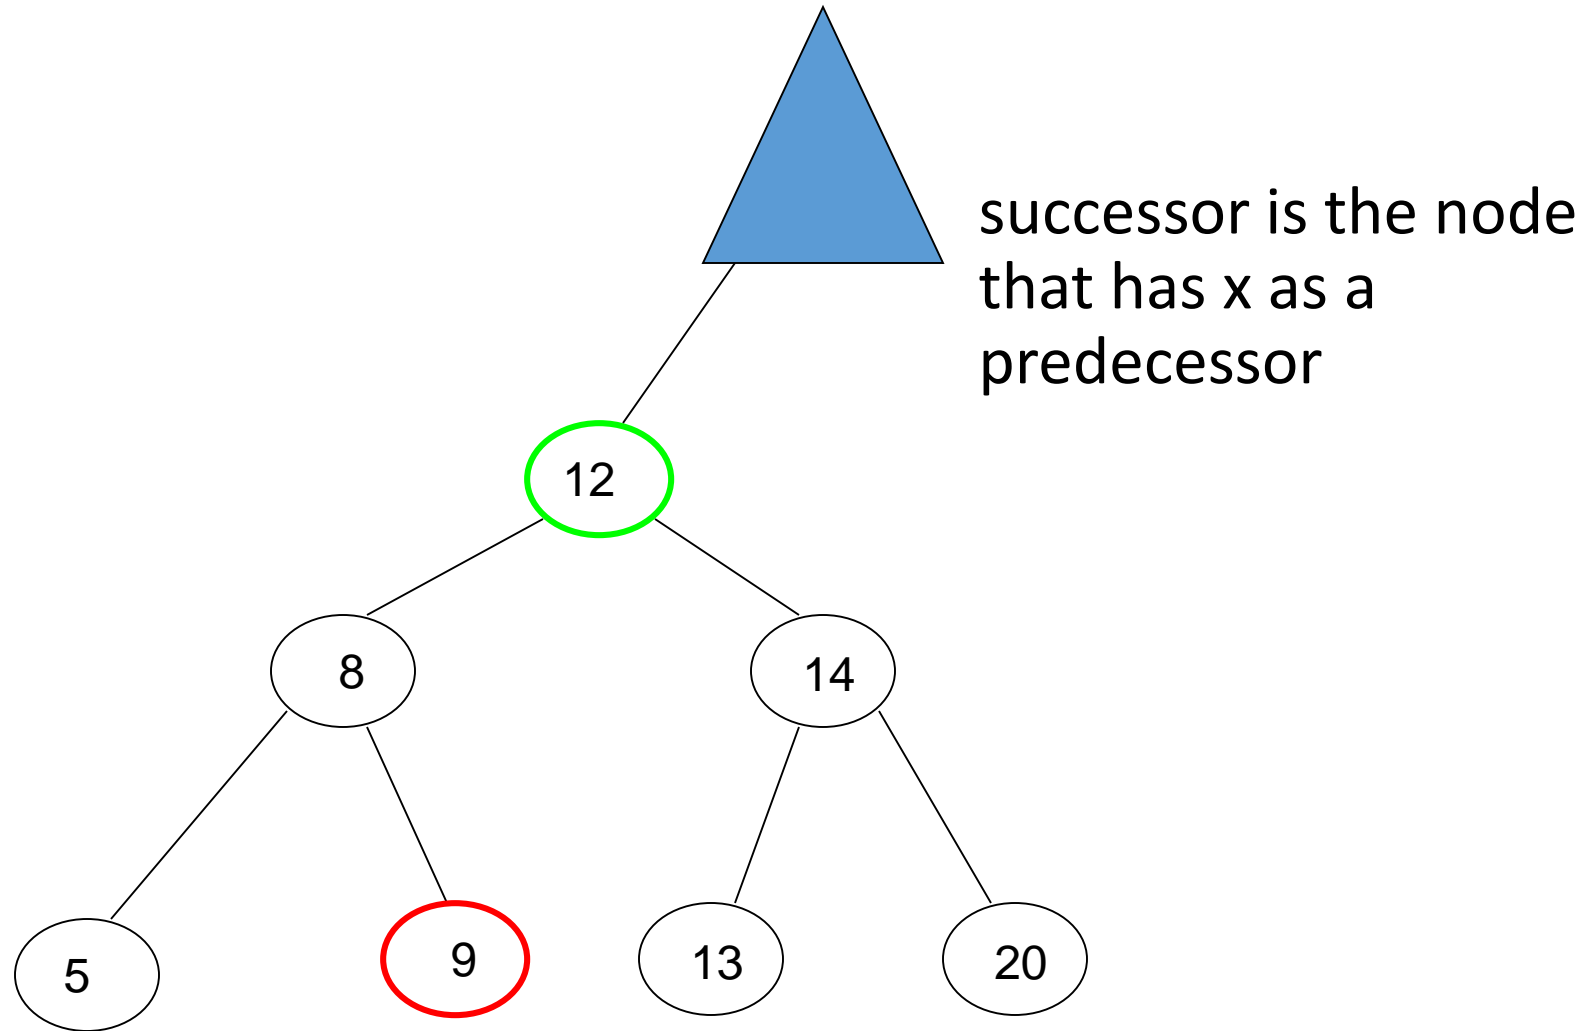 successor is the node
that has x as a
predecessor
12
8
14
5
9
13
20